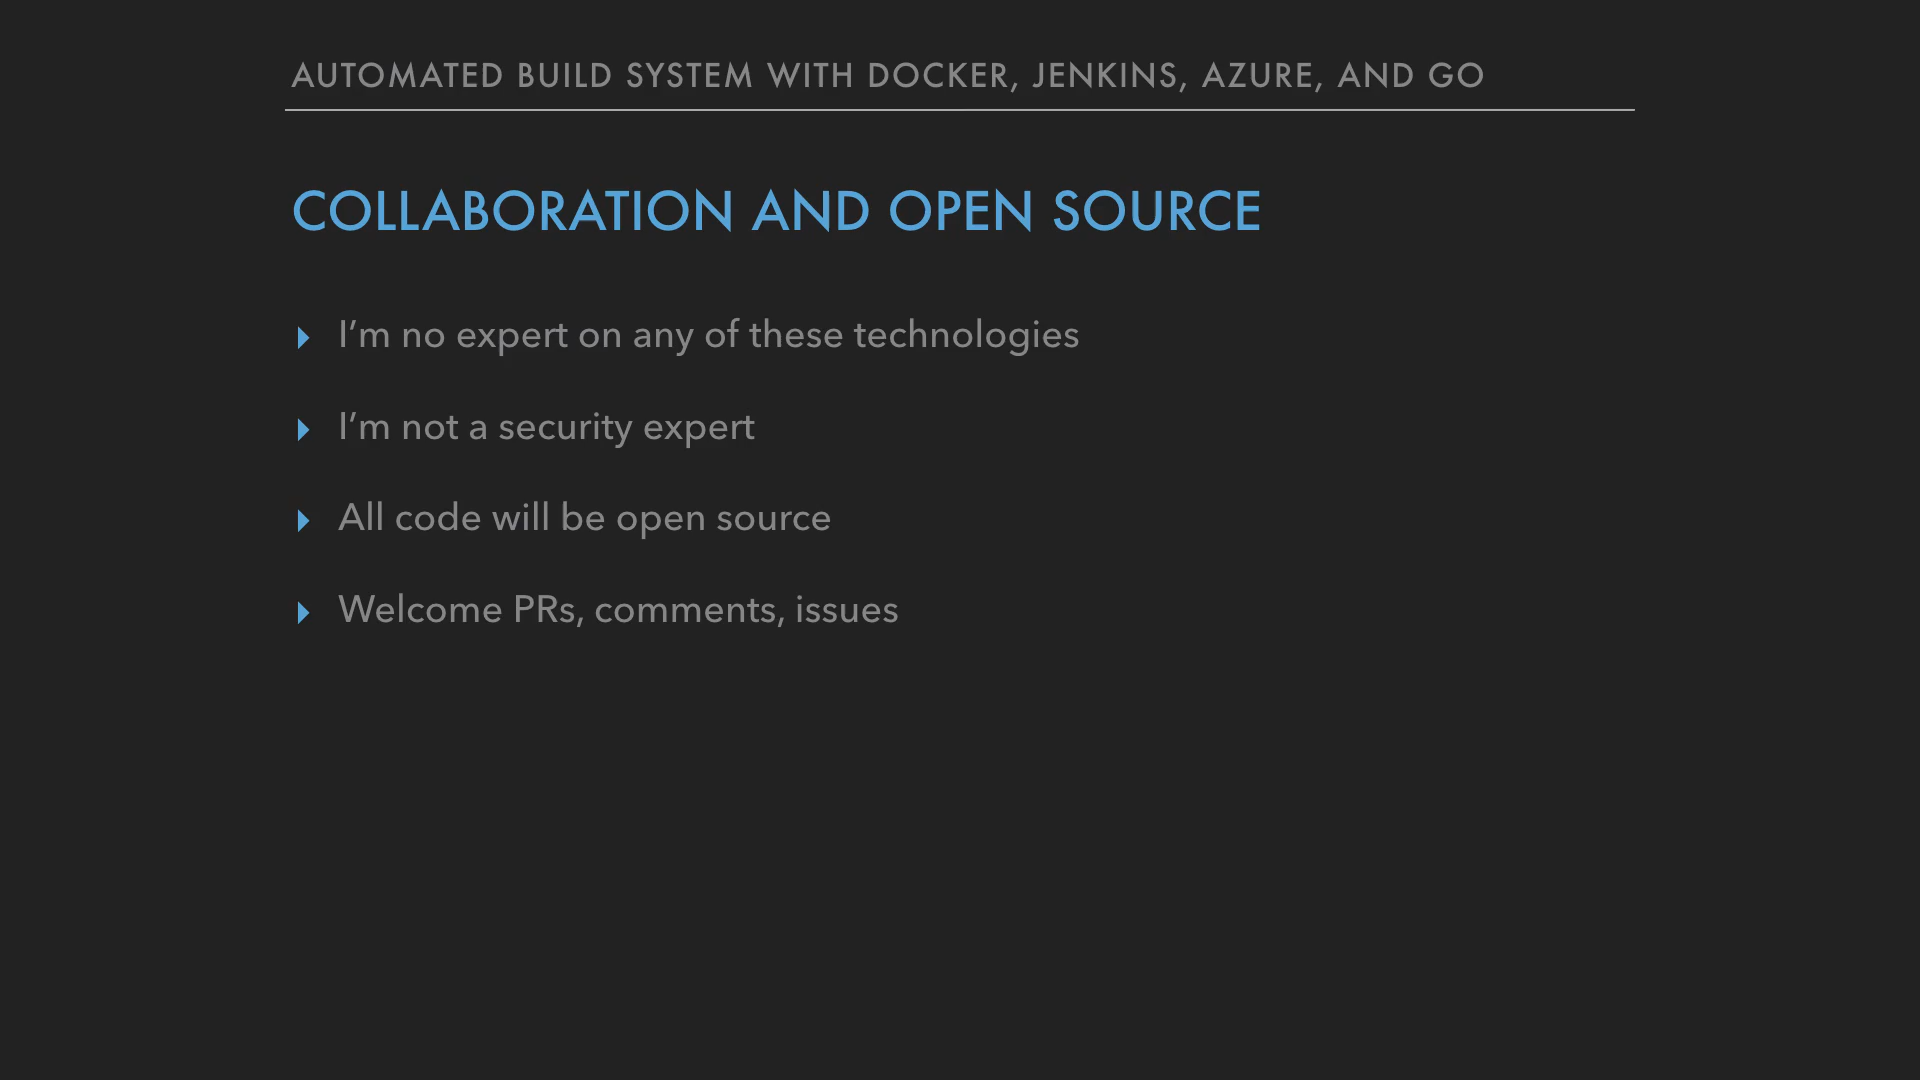 AUTOMATED BUILD SYSTEM WITH DOCKER, JENKINS, AZURE, AND GO
COLLABORATION AND OPEN SOURCE
▸ I’m no expert on any of these technologies
▸ I’m not a security expert
▸ All code will be open source
▸ Welcome PRs, comments, issues